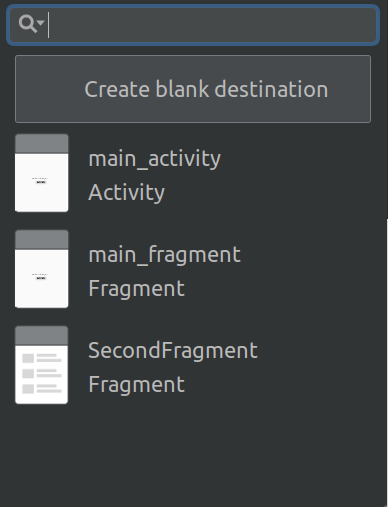 Create blank destination
main_activity
Activity
main_fragment
Fragment
SecondFragment
Fragment